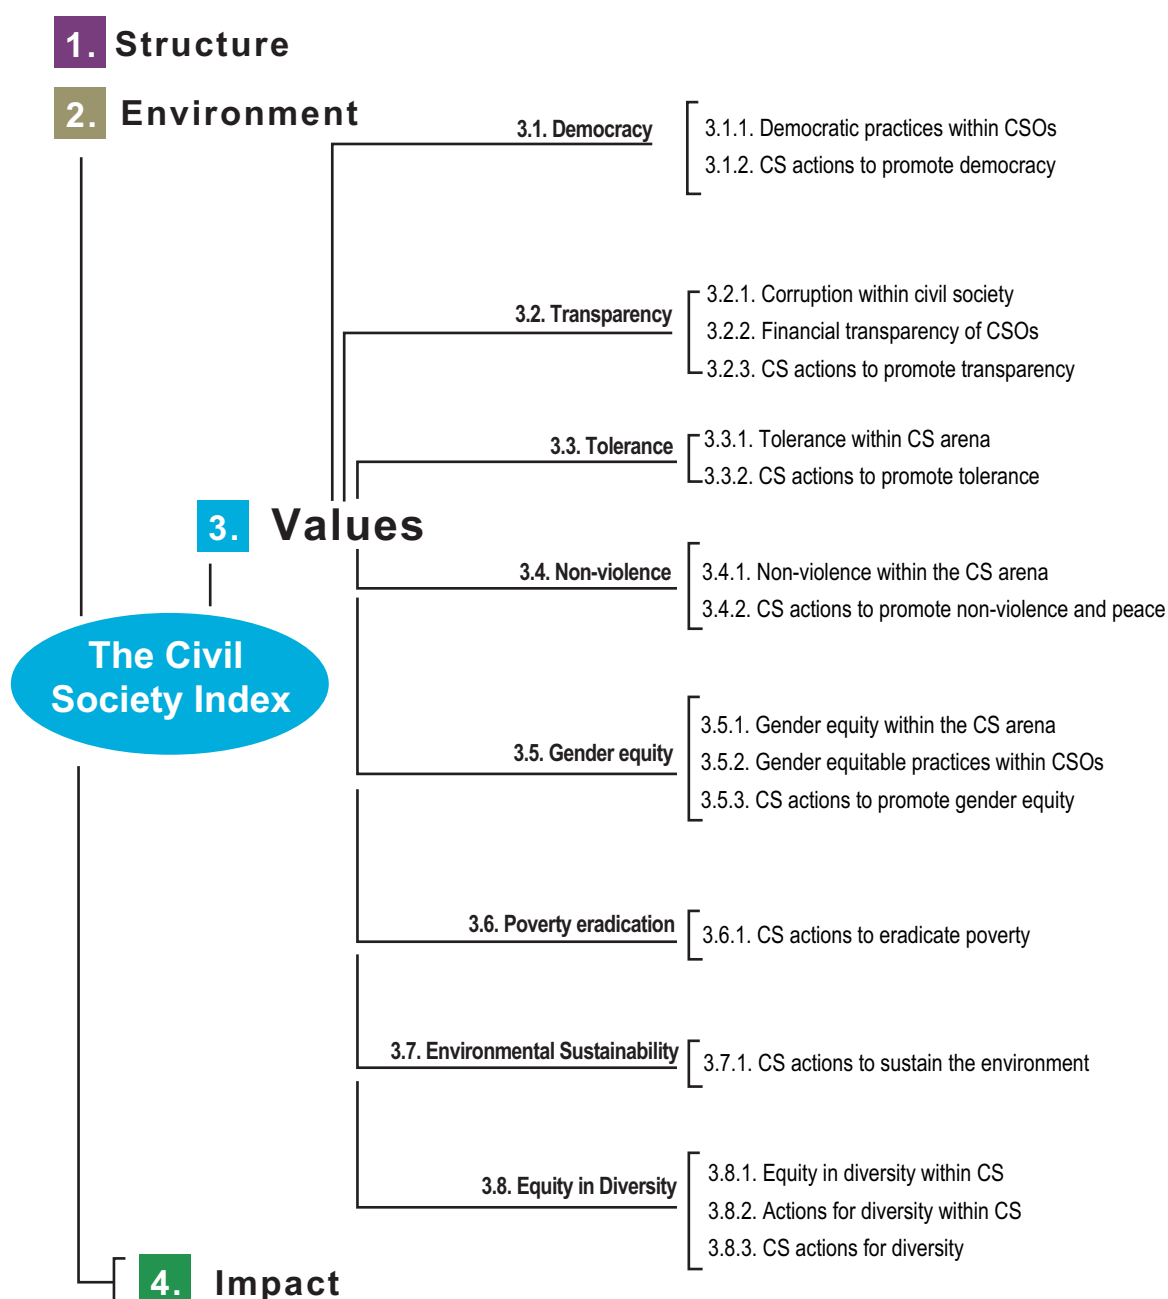 1. Structure
2. Environment
3.1. Democracy
3.1.1. Democratic practices within CSOs
3.1.2. CS actions to promote democracy
3.2. Transparency
3.2.1. Corruption within civil society
3.2.2. Financial transparency of CSOs
3.2.3. CS actions to promote transparency
3.3. Tolerance
3.3.1. Tolerance within CS arena
3.3.2. CS actions to promote tolerance
3. Values
3.4. Non-violence
3.4.1. Non-violence within the CS arena
3.4.2. CS actions to promote non-violence and peace
The Civil
Society Index
3.5. Gender equity
3.5.1. Gender equity within the CS arena
3.5.2. Gender equitable practices within CSOs
3.5.3. CS actions to promote gender equity
3.6. Poverty eradication
3.6.1. CS actions to eradicate poverty
3.7. Environmental Sustainability
3.7.1. CS actions to sustain the environment
3.8. Equity in Diversity
3.8.1. Equity in diversity within CS
3.8.2. Actions for diversity within CS
3.8.3. CS actions for diversity
4. Impact